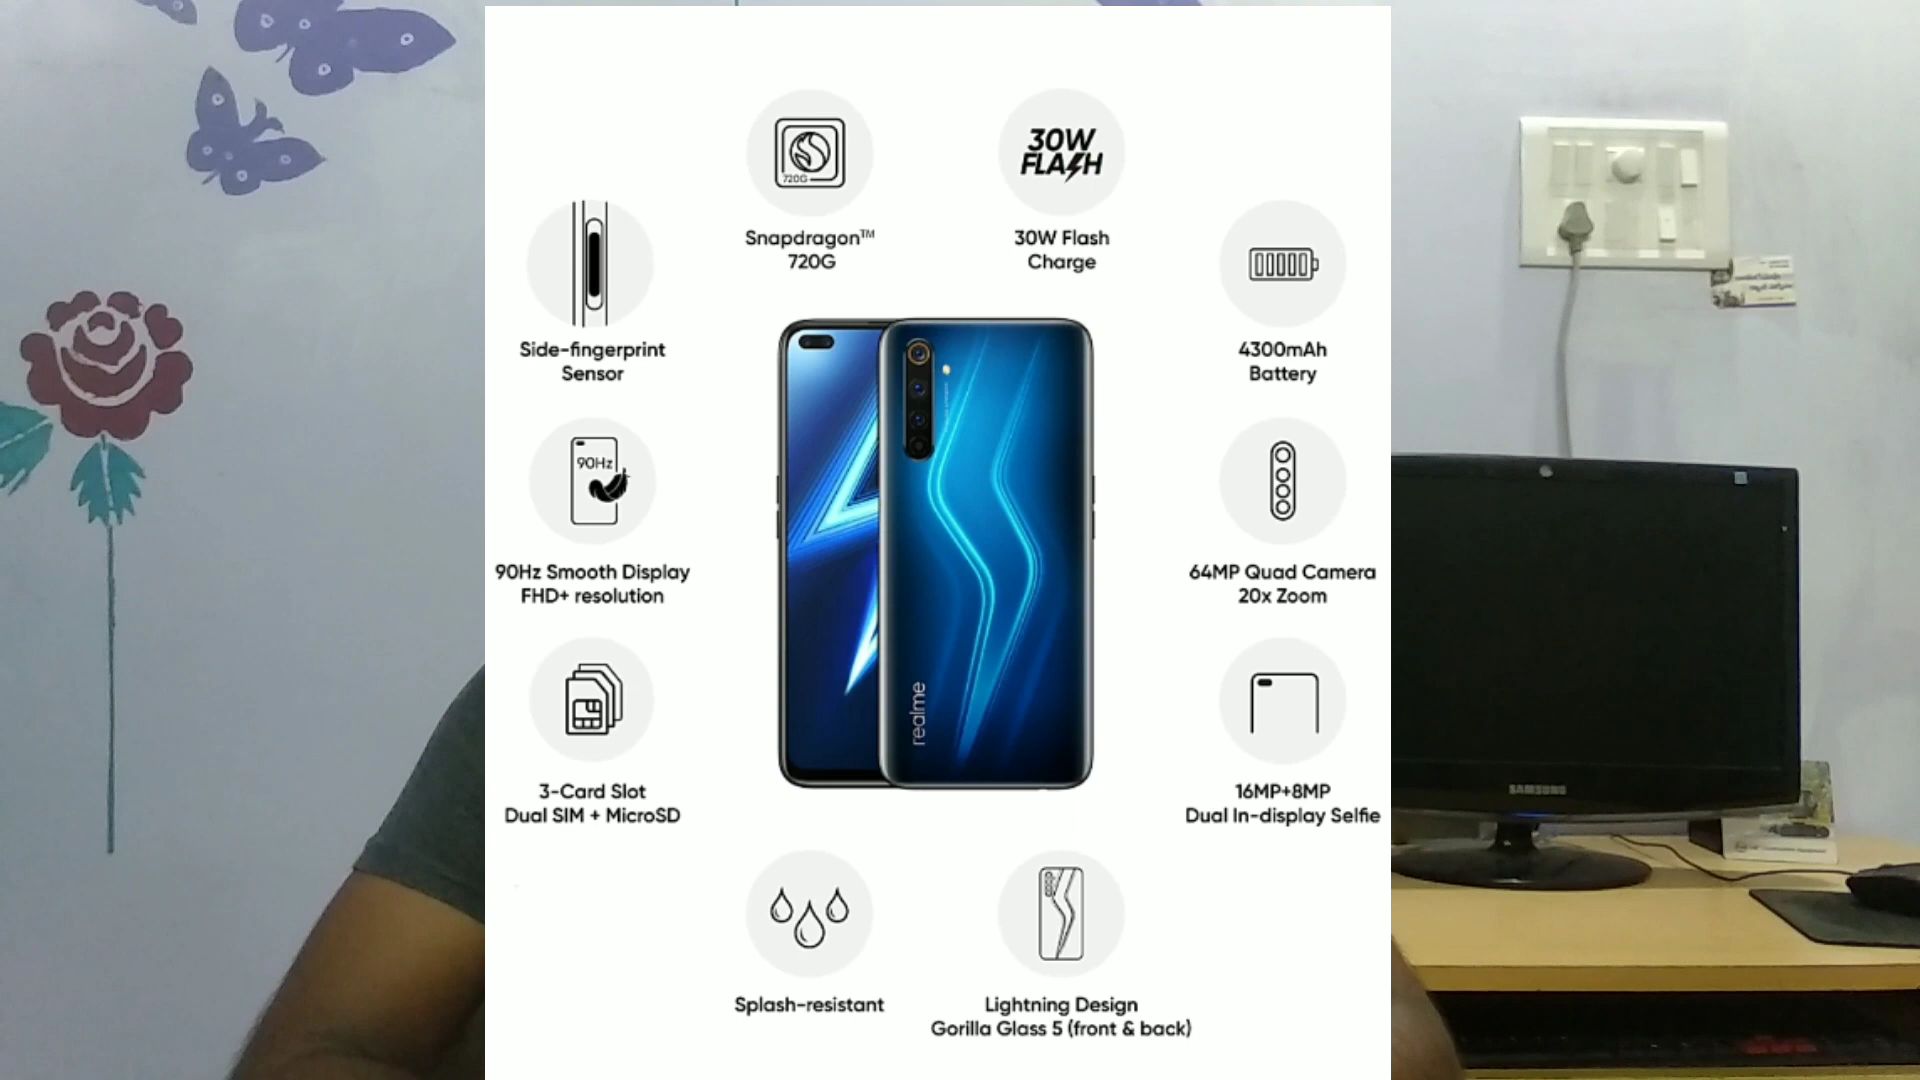 720G
Snapdragon™
720G
30W
FLASH
30W Flash
Charge
Side-fingerprint
Sensor
4300mAh
Battery
90Hz
90Hz Smooth Display
FHD+ resolution
64MP Quad Camera
20x Zoom
3-Card Slot
Dual SIM + MicroSD
16MP+8MP
Dual In-display Selfie
realme
SAMSUNG
Splash-resistant
Lightning Design
Gorilla Glass 5 (front & back)